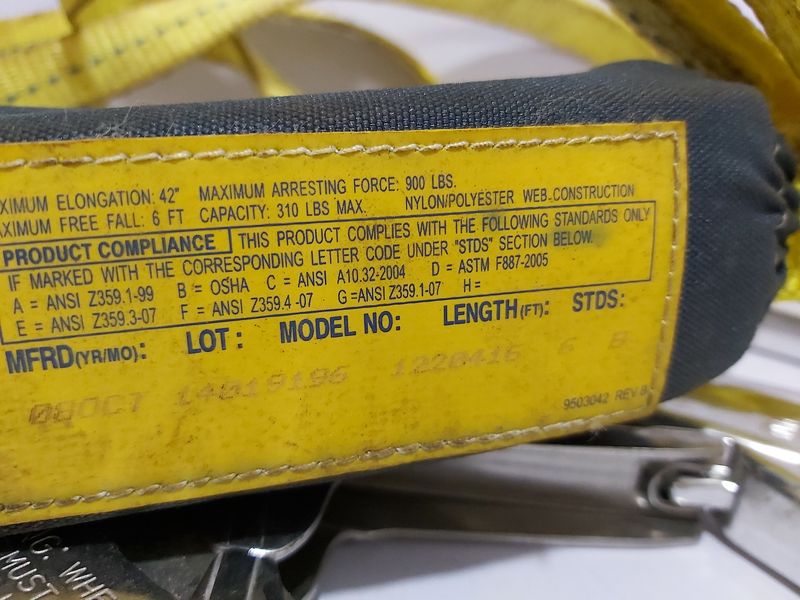 XIMUM ELONGATION: 42" MAXIMUM ARRESTING FORCE: 900 LBS.
AXIMUM FREE FALL: 6 FT CAPACITY: 310 LBS MAX. NYLON/POLYESTER WEB CONSTRUCTION
PRODUCT COMPLIANCE THIS PRODUCT COMPLIES WITH THE FOLLOWING STANDARDS ONLY
IF MARKED WITH THE CORRESPONDING LETTER CODE UNDER "STDS" SECTION BELOW.
A = ANSI Z359.1-99 B = OSHA C = ANSI A10.32-2004 D = ASTM F887-2005
E = ANSI Z359.3-07 F = ANSI Z359.4 -07 G =ANSI Z359.1-07 H=
MFRD(YR/MO): LOT: MODEL NO: LENGTH(FT): STDS:
08OCT 14019196 1220416 6 B
9503042 REV B
G. WHE
MUST